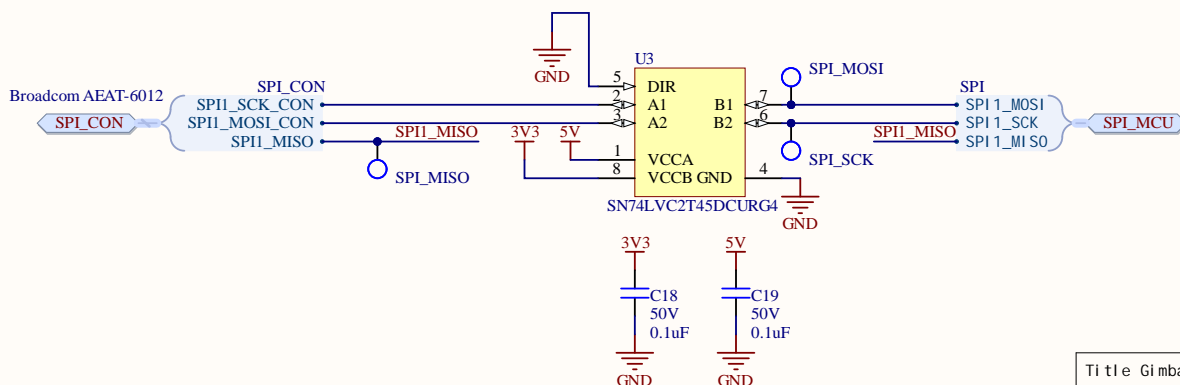 GND
U3
Broadcom AEAT-6012
SPI_CON
SPI_CON
SPI1_SCK_CON
SPI1_MOSI_CON
SPI1_MISO
SPI1_MISO
SPI_MISO
3V3
5V
5
2
3
1
8
DIR
A1
A2
VCCA
VCCB
GND
B1
B2
7
6
4
SN74LVC2T45DCURG4
GND
SPI_MOSI
SPI_SCK
SPI
SPI1_MOSI
SPI1_SCK
SPI1_MISO
SPI1_MISO
SPI_MCU
3V3
C18
50V
0.1uF
GND
5V
C19
50V
0.1uF
GND
Title Gimba